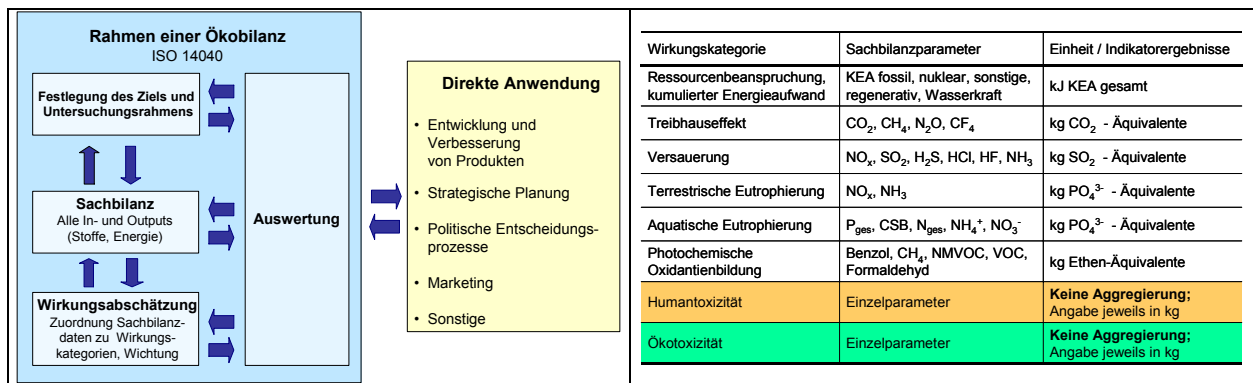 Rahmen einer Ökobilanz
ISO 14040
Festlegung des Ziels und
Untersuchungsrahmens
Sachbilanz
Alle In- und Outputs
(Stoffe, Energie)
Wirkungsabschätzung
Zuordnung Sachbilanz-
daten zu Wirkungs-
kategorien, Wichtung
Auswertung
Direkte Anwendung
• Entwicklung und
Verbesserung
von Produkten
• Strategische Planung
• Politische Entscheidungs-
prozesse
• Marketing
• Sonstige
Wirkungskategorie Sachbilanzparameter Einheit / Indikatorergebnisse
Ressourcenbeanspruchung, KEA fossil, nuklear, sonstige, kJ KEA gesamt
kumulierter Energieaufwand regenerativ, Wasserkraft
Treibhauseffekt CO₂, CH₄, N₂O, CF₄ kg CO₂ - Äquivalente
Versauerung NOₓ, SO₂, H₂S, HCl, HF, NH₃ kg SO₂ - Äquivalente
Terrestrische Eutrophierung NOₓ, NH₃ kg PO₄³⁻ - Äquivalente
Aquatische Eutrophierung Pges, CSB, Nges, NH₄⁺, NO₃⁻ kg PO₄³⁻ - Äquivalente
Photochemische Benzol, CH₄, NMVOC, VOC, kg Ethen-Äquivalente
Oxidantienbildung Formaldehyd
Humantoxizität Einzelparameter Keine Aggregierung;
Angabe jeweils in kg
Ökotoxizität Einzelparameter Keine Aggregierung;
Angabe jeweils in kg